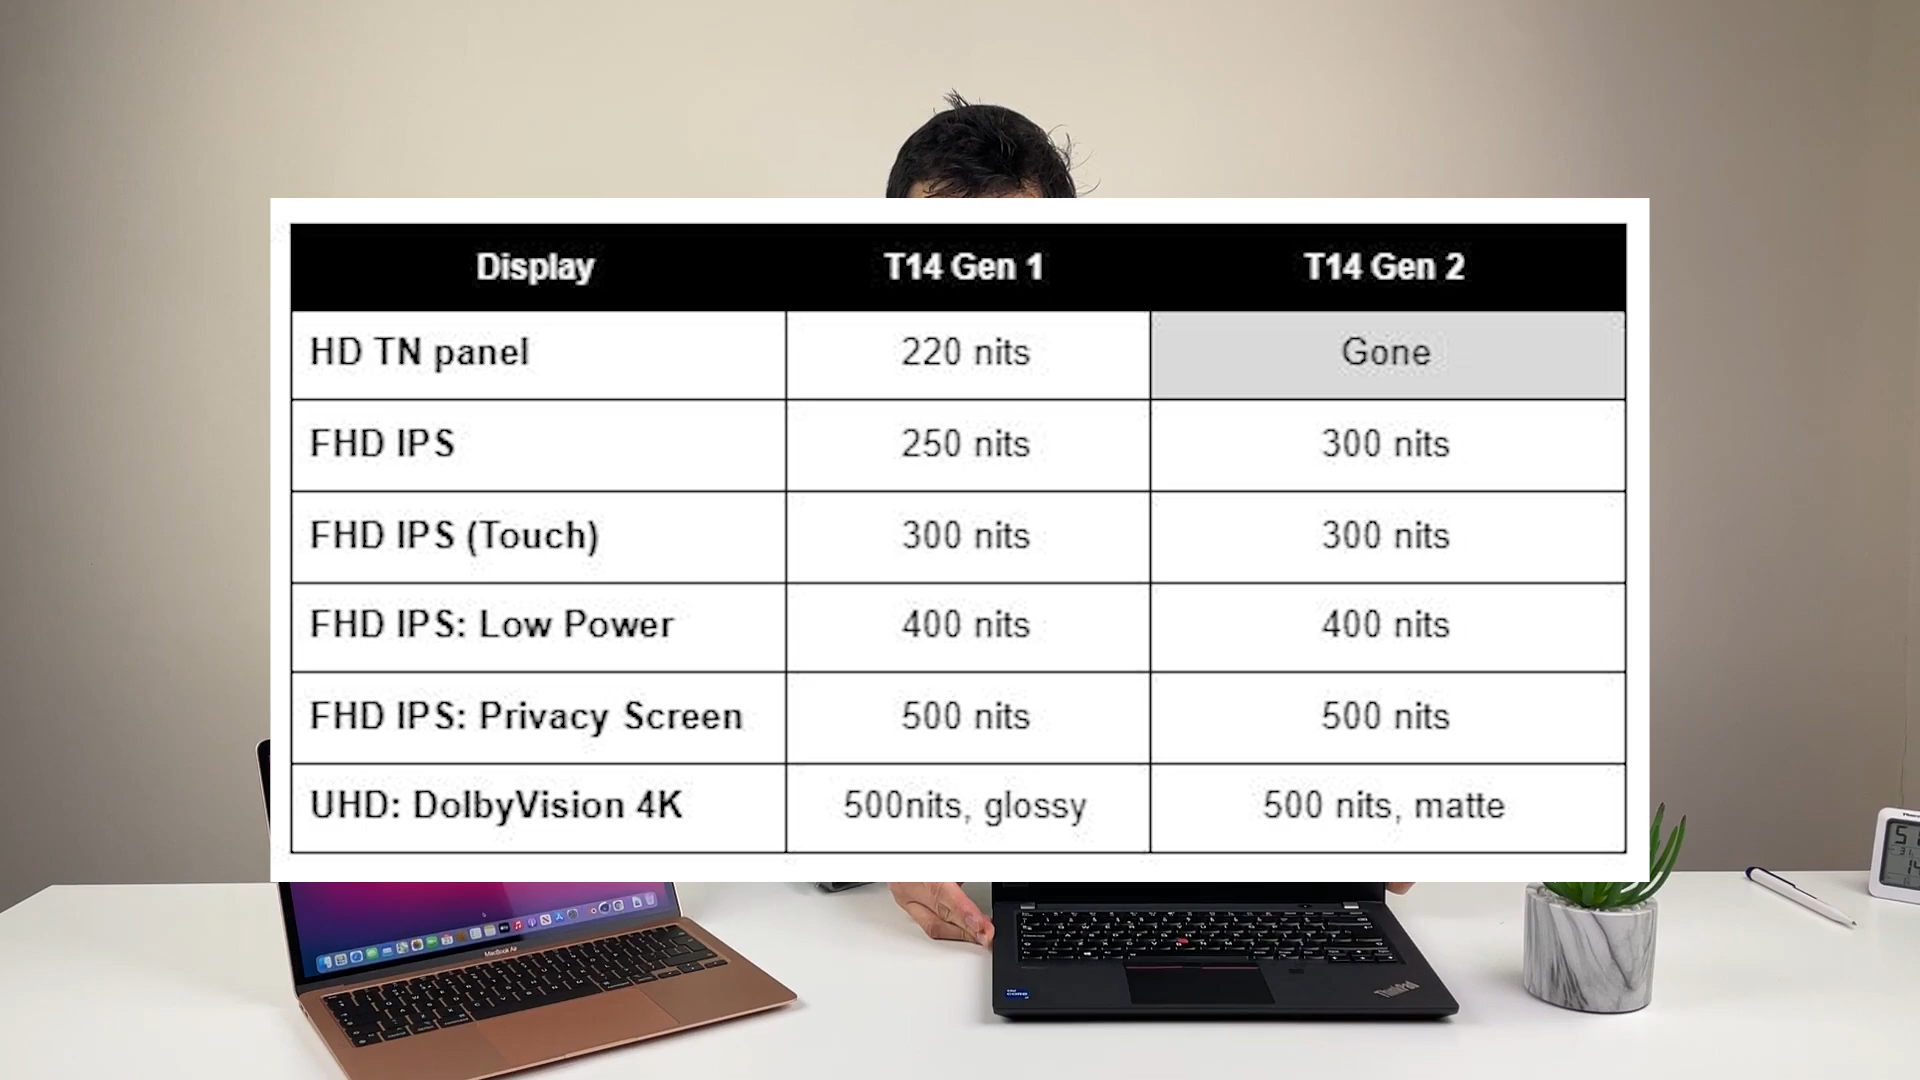 Display T14 Gen 1 T14 Gen 2
HD TN panel 220 nits Gone
FHD IPS 250 nits 300 nits
FHD IPS (Touch) 300 nits 300 nits
FHD IPS: Low Power 400 nits 400 nits
FHD IPS: Privacy Screen 500 nits 500 nits
UHD: DolbyVision 4K 500nits, glossy 500 nits, matte
MacBook Air
ThinkPad